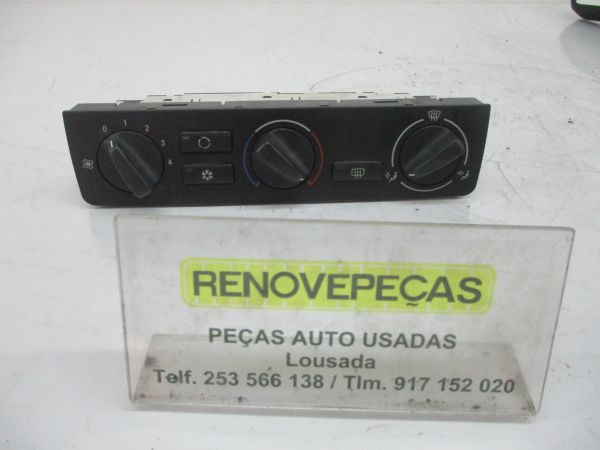 0 1 2 3 4
RENOVEPEÇAS
PEÇAS AUTO USADAS
Lousada
Telf. 253 566 138 / Tlm. 917 152 020